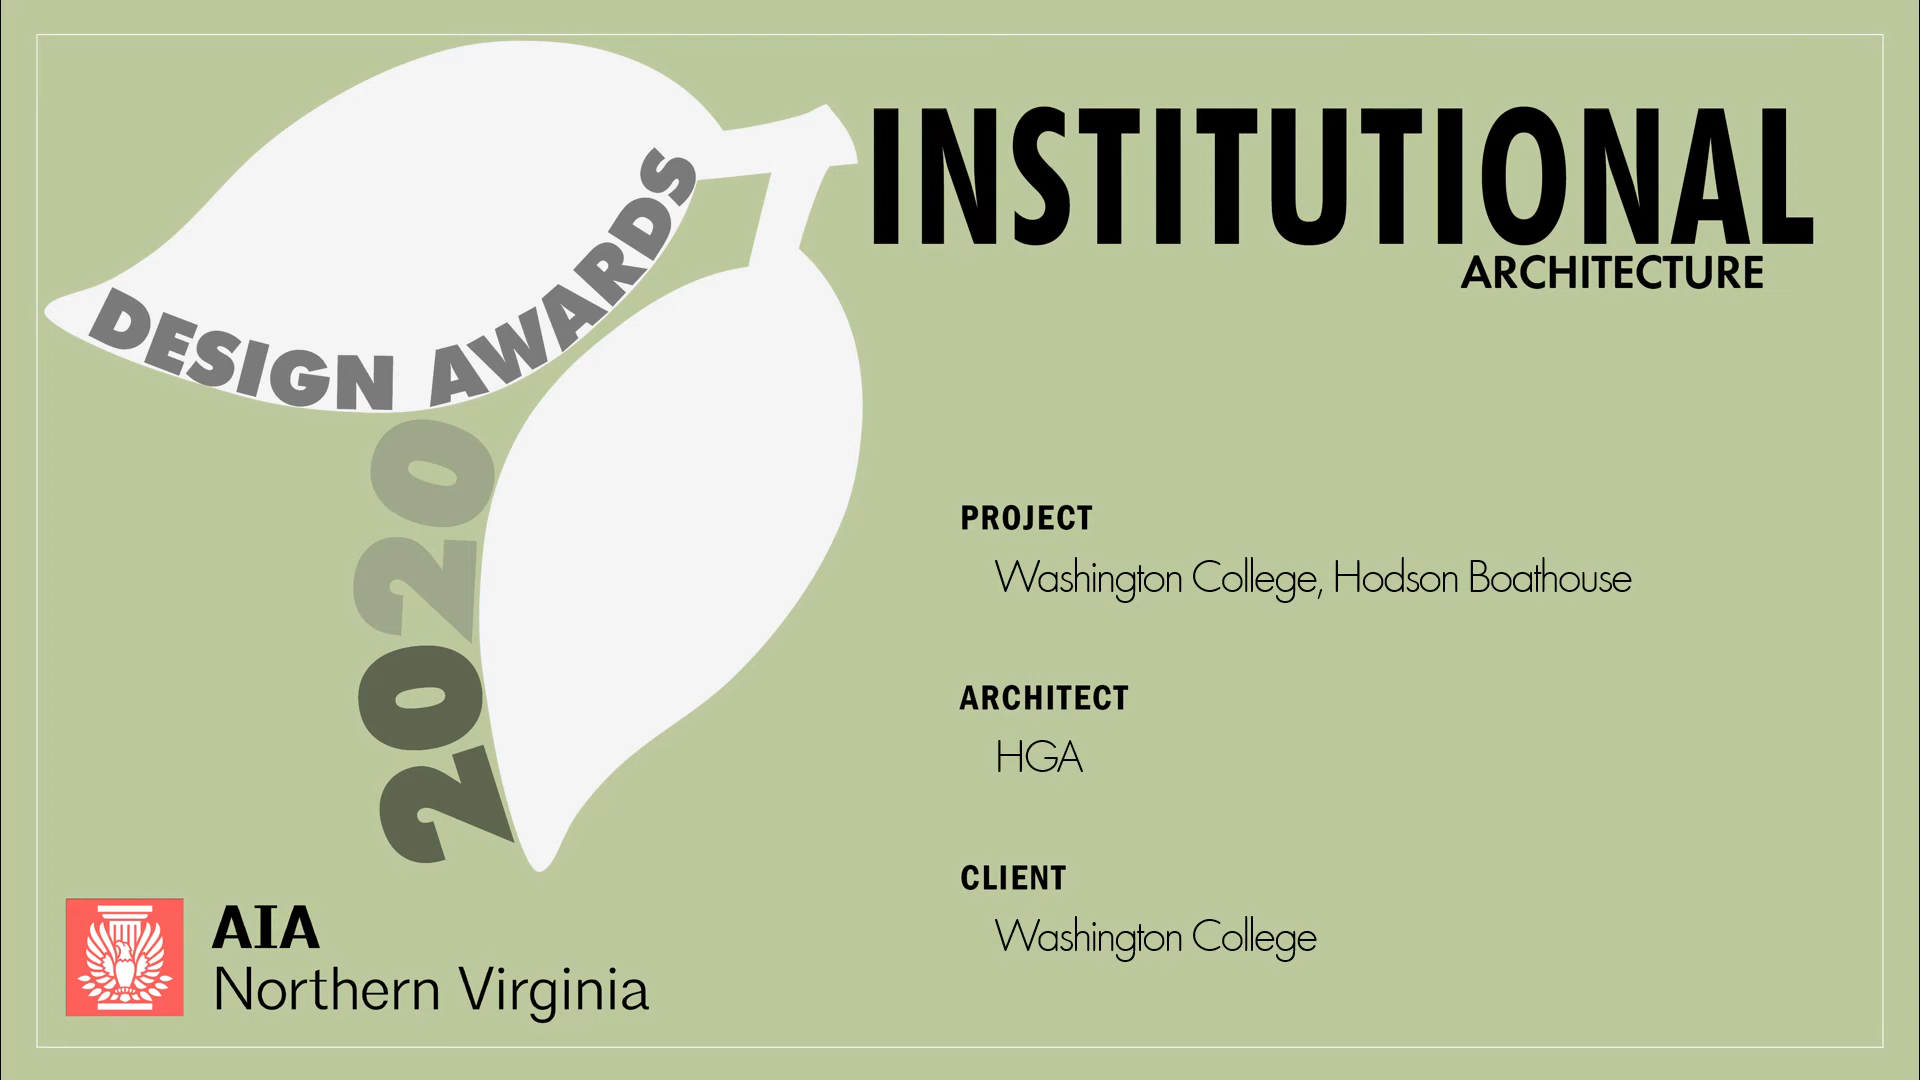 INSTITUTIONAL
ARCHITECTURE
DESIGN AWARDS
2020
PROJECT
Washington College, Hodson Boathouse
ARCHITECT
HGA
CLIENT
Washington College
AIA
Northern Virginia